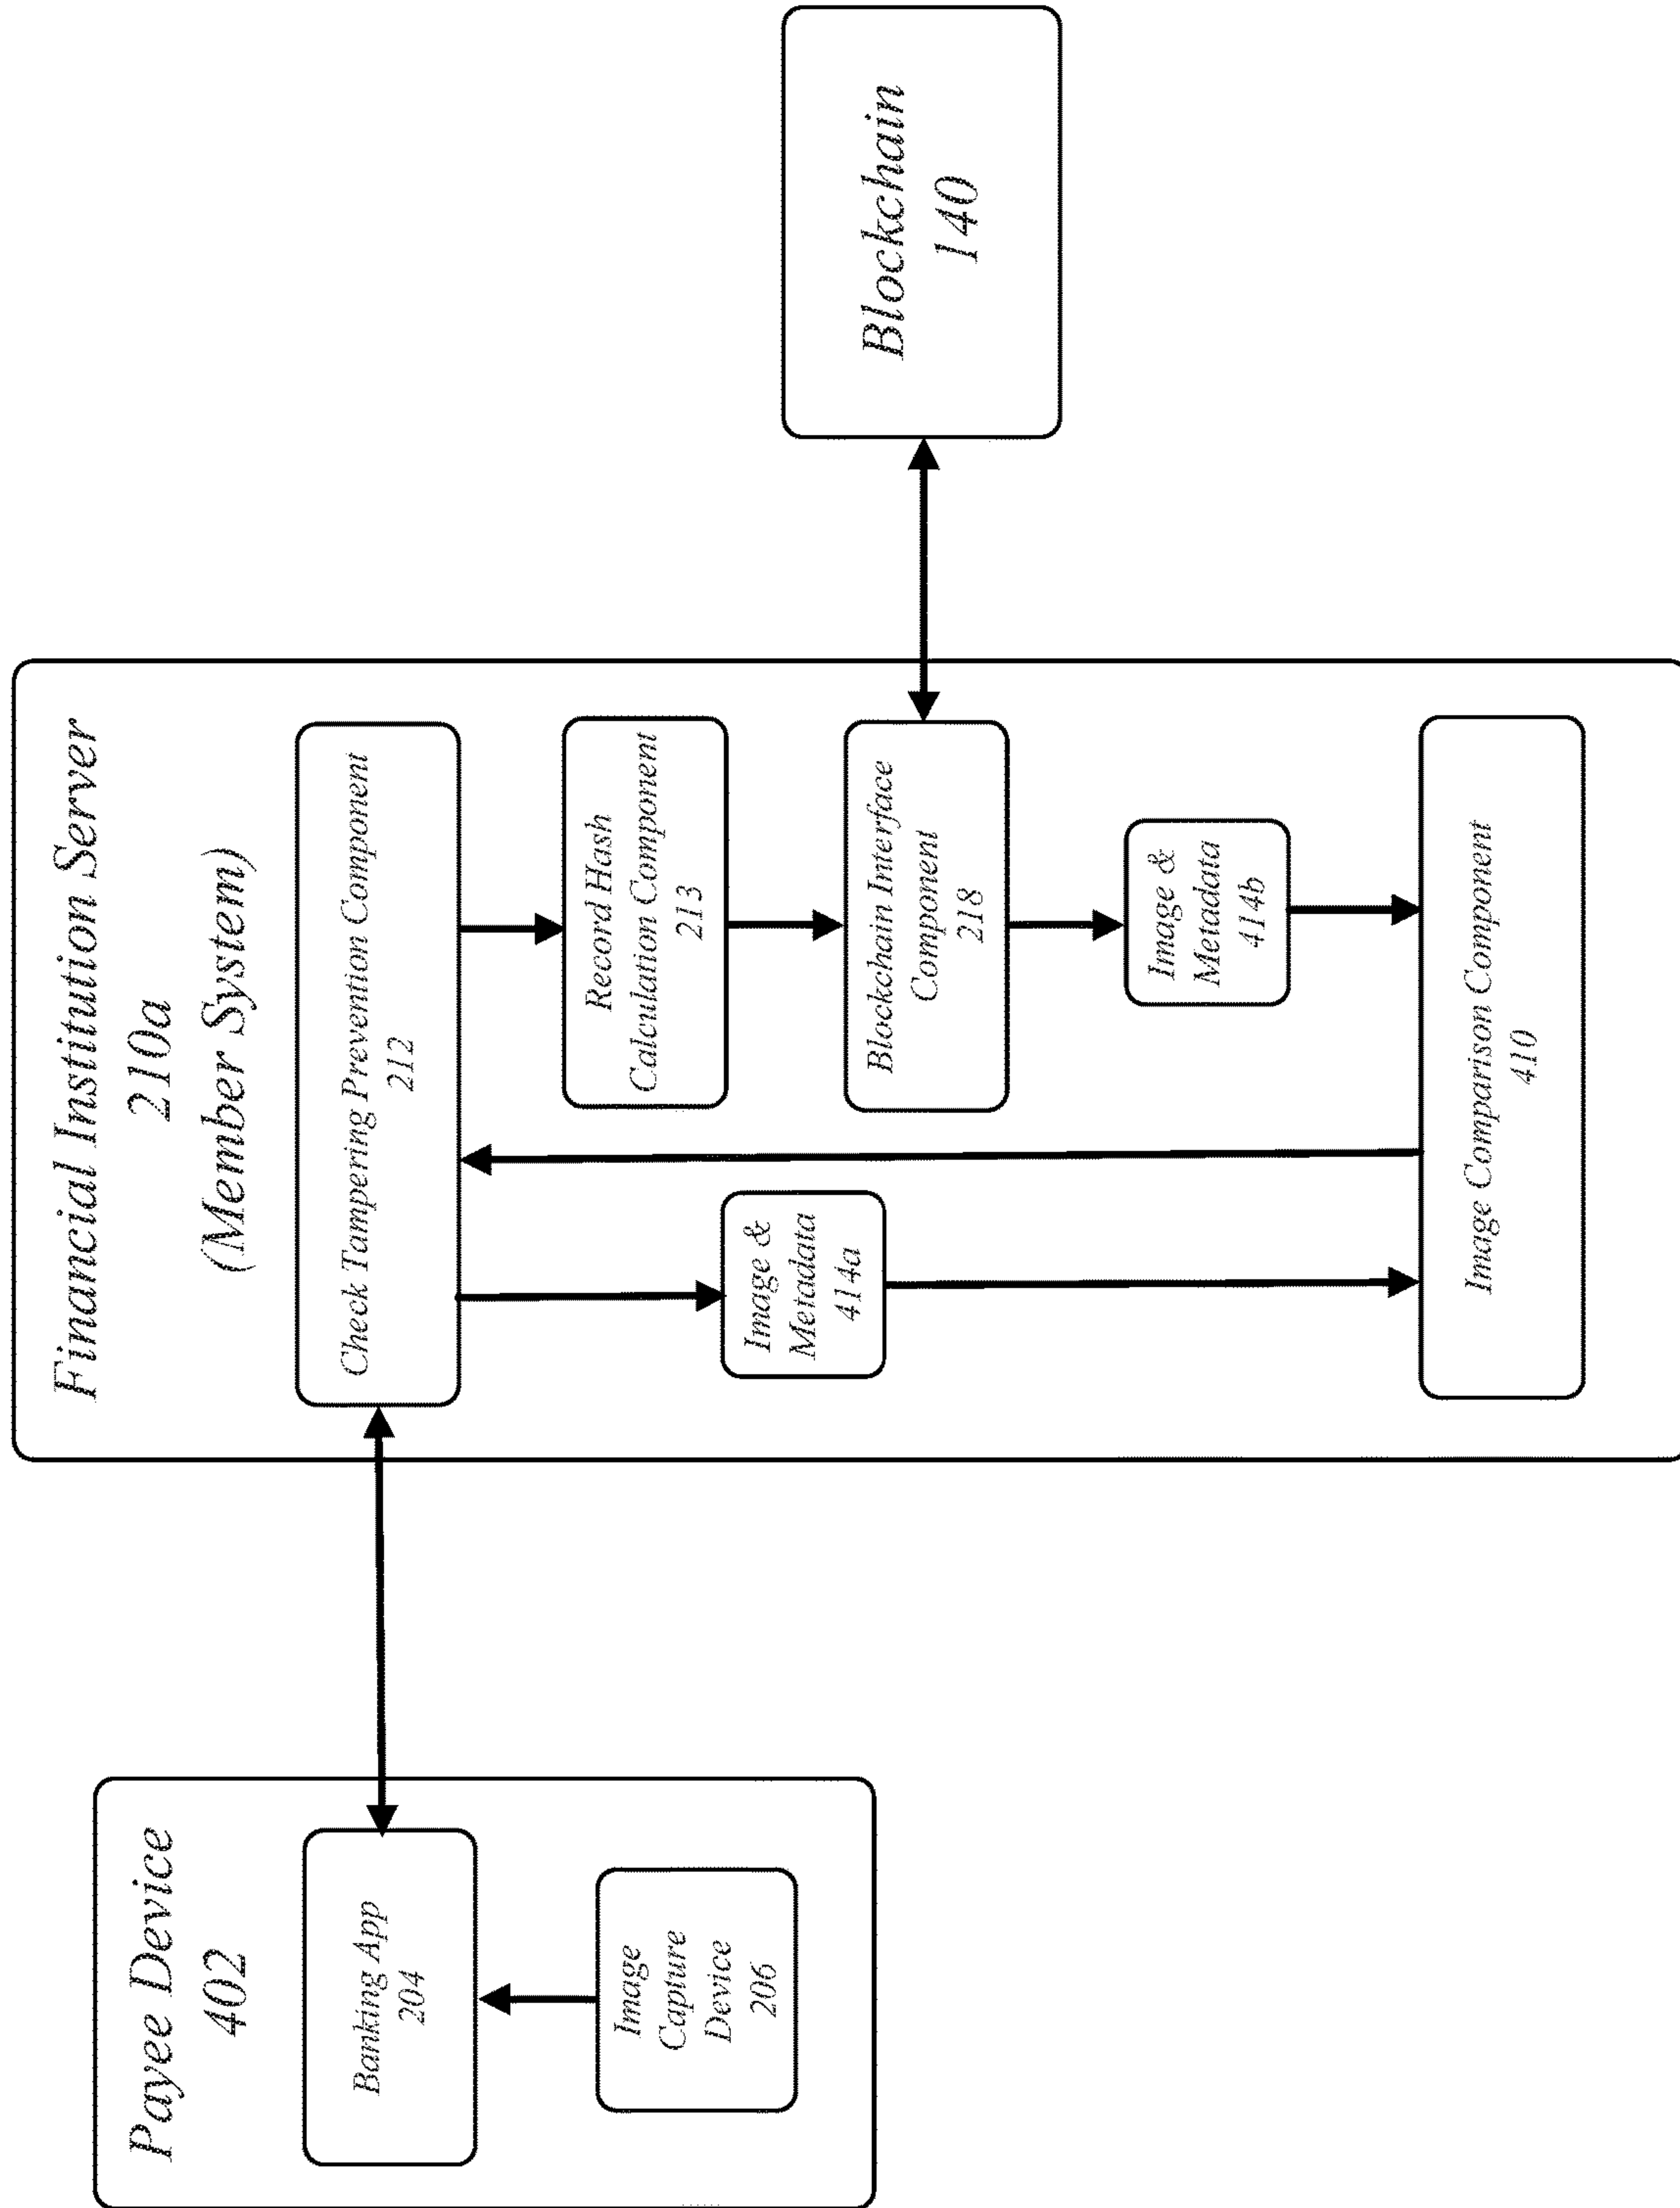 Payee Device
402
Banking App
204
Image
Capture
Device
206
Financial Institution Server
210a
(Member System)
Check Tampering Prevention Component
212
Image &
Metadata
414a
Record Hash
Calculation Component
213
Blockchain Interface
Component
218
Image &
Metadata
414b
Image Comparison Component
410
Blockchain
140